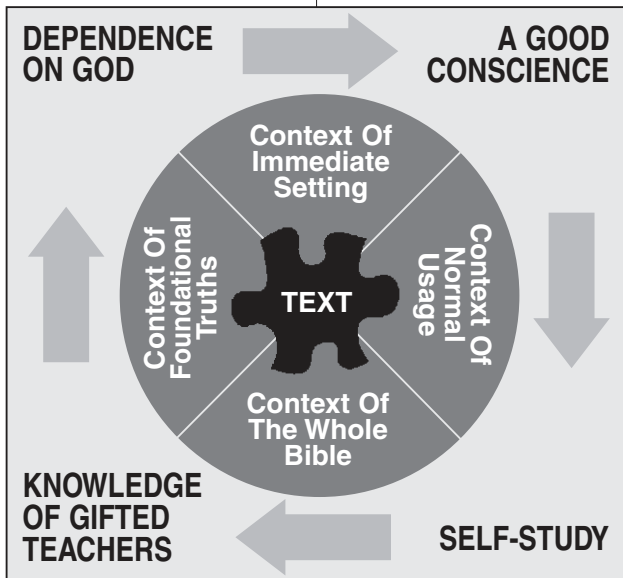 DEPENDENCE
ON GOD
A GOOD
CONSCIENCE
Context Of
Immediate
Setting
Context Of
Foundational
Truths
TEXT
Context Of
Normal
Usage
Context Of
The Whole
Bible
KNOWLEDGE
OF GIFTED
TEACHERS
SELF-STUDY